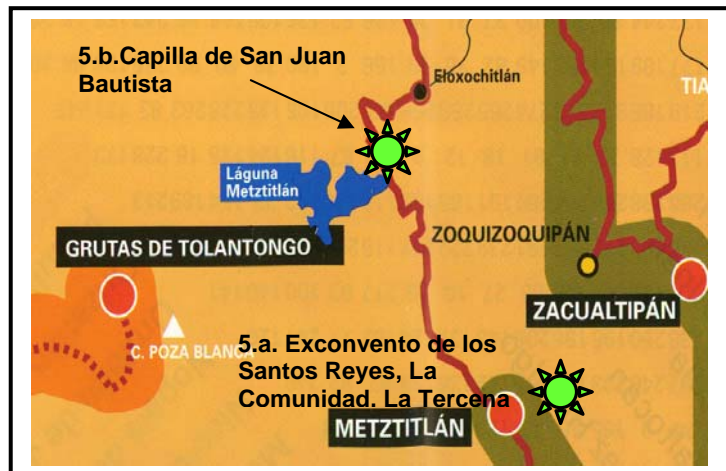 5.b.Capilla de San Juan
Bautista
Eloxochitlán
TIA
Láguna
Metztitlán
GRUTAS DE TOLANTONGO
ZOQUIZOQUIPÁN
ZACUALTIPÁN
C. POZA BLANCA
5.a. Exconvento de los
Santos Reyes, La
Comunidad. La Tercena
METZTITLÁN